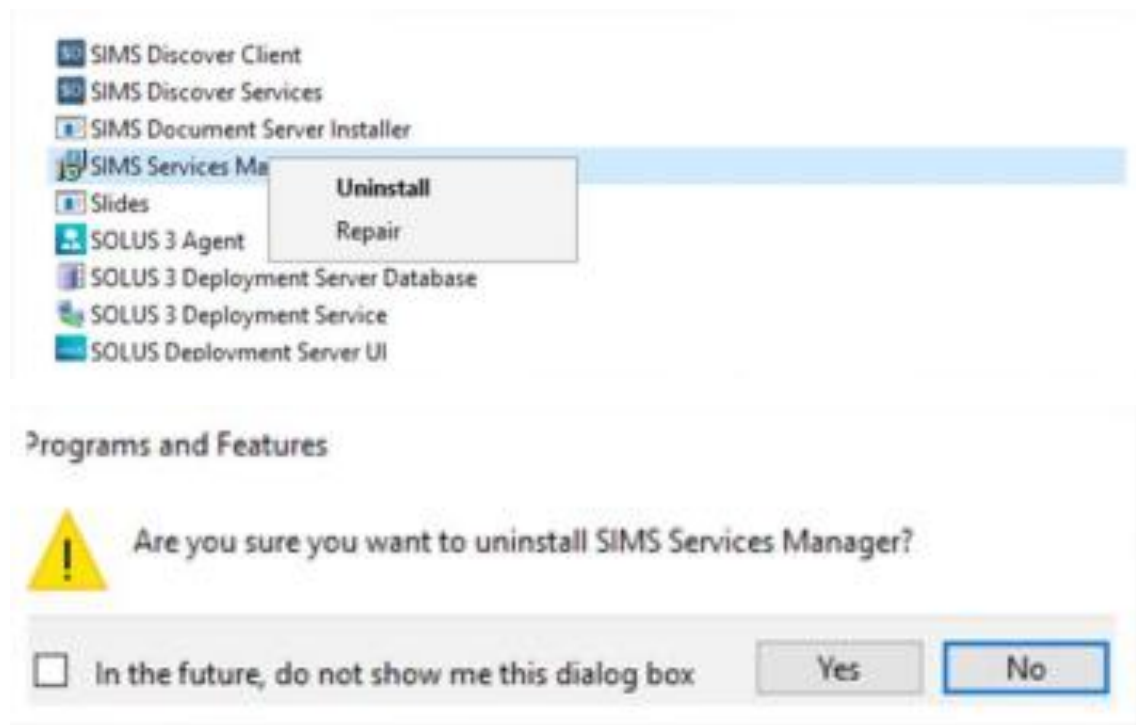 SIMS Discover Client
SIMS Discover Services
SIMS Document Server Installer
SIMS Services Ma
Uninstall
Slides
Repair
SOLUS 3 Agent
SOLUS 3 Deployment Server Database
SOLUS 3 Deployment Service
SOLUS Deployment Server UI
Programs and Features
Are you sure you want to uninstall SIMS Services Manager?
In the future, do not show me this dialog box Yes No